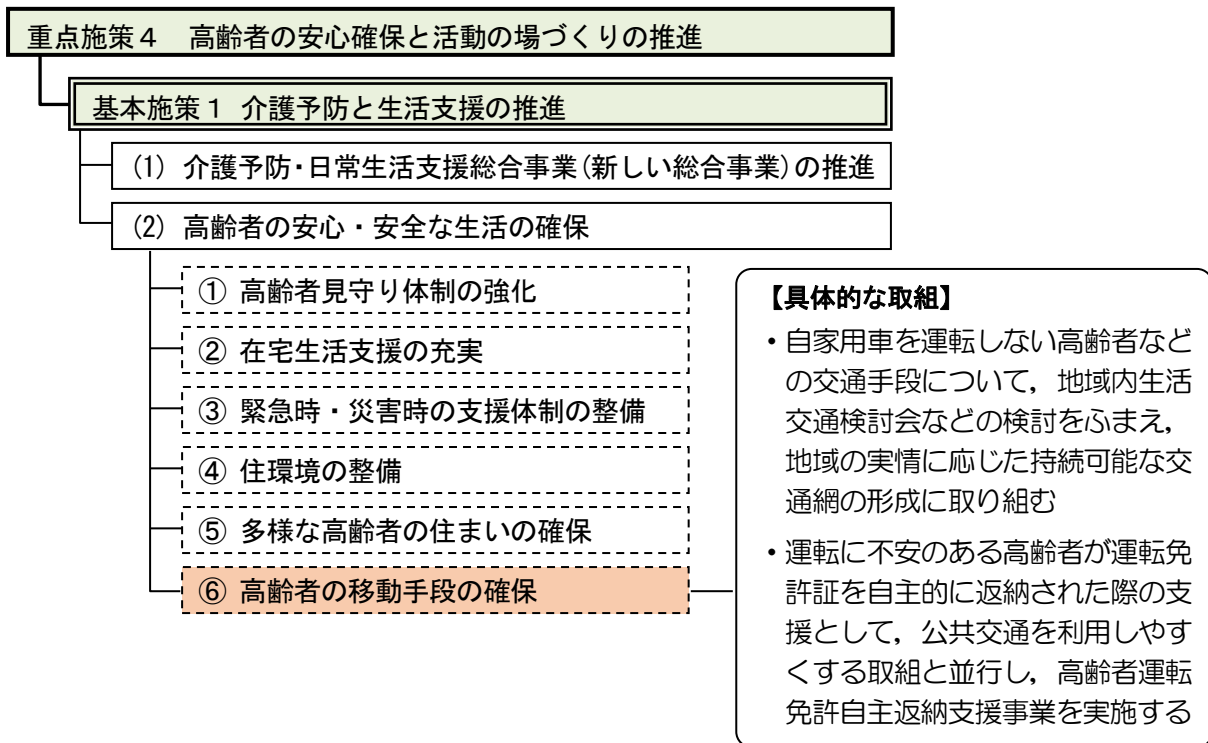 重点施策４　高齢者の安心確保と活動の場づくりの推進
基本施策１ 介護予防と生活支援の推進
(1) 介護予防･日常生活支援総合事業(新しい総合事業)の推進
(2) 高齢者の安心・安全な生活の確保
① 高齢者見守り体制の強化
② 在宅生活支援の充実
③ 緊急時・災害時の支援体制の整備
④ 住環境の整備
⑤ 多様な高齢者の住まいの確保
⑥ 高齢者の移動手段の確保
【具体的な取組】
・自家用車を運転しない高齢者など
の交通手段について，地域内生活
交通検討会などの検討をふまえ，
地域の実情に応じた持続可能な交
通網の形成に取り組む
・運転に不安のある高齢者が運転免
許証を自主的に返納された際の支
援として，公共交通を利用しやす
くする取組と並行し，高齢者運転
免許自主返納支援事業を実施する